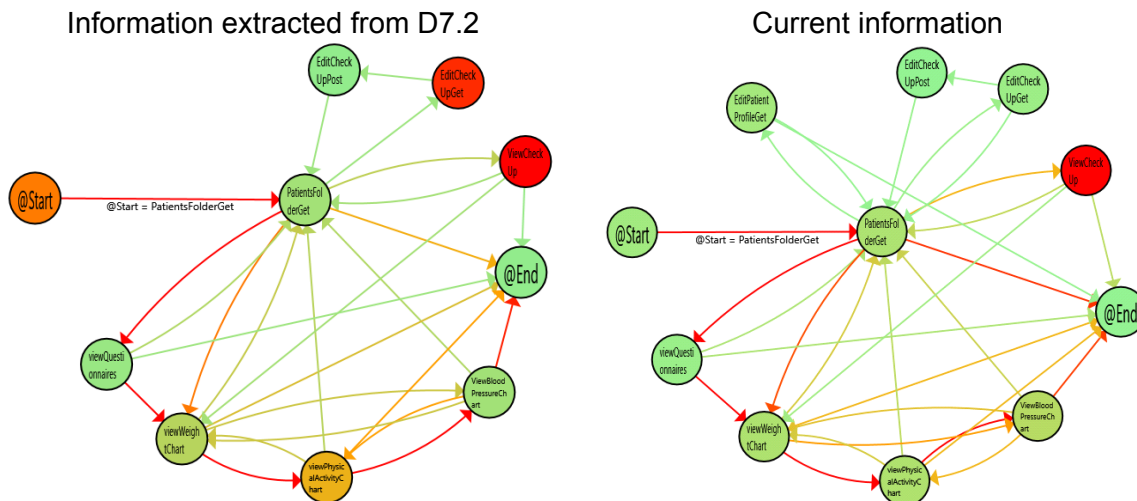 Information extracted from D7.2
EditCheck
UpPost
EditCheck
UpGet
ViewCheck
Up
@Start
@Start = PatientsFolderGet
PatientsFol
derGet
@End
viewQuesti
onnaires
viewWeigh
tChart
ViewBlood
PressureCh
art
viewPhysic
alActivityC
hart
Current information
EditCheck
UpPost
EditCheck
UpGet
EditPatient
ProfileGet
ViewCheck
Up
@Start
@Start = PatientsFolderGet
PatientsFol
derGet
@End
viewQuesti
onnaires
viewWeigh
tChart
ViewBlood
PressureCh
art
viewPhysic
alActivityC
hart